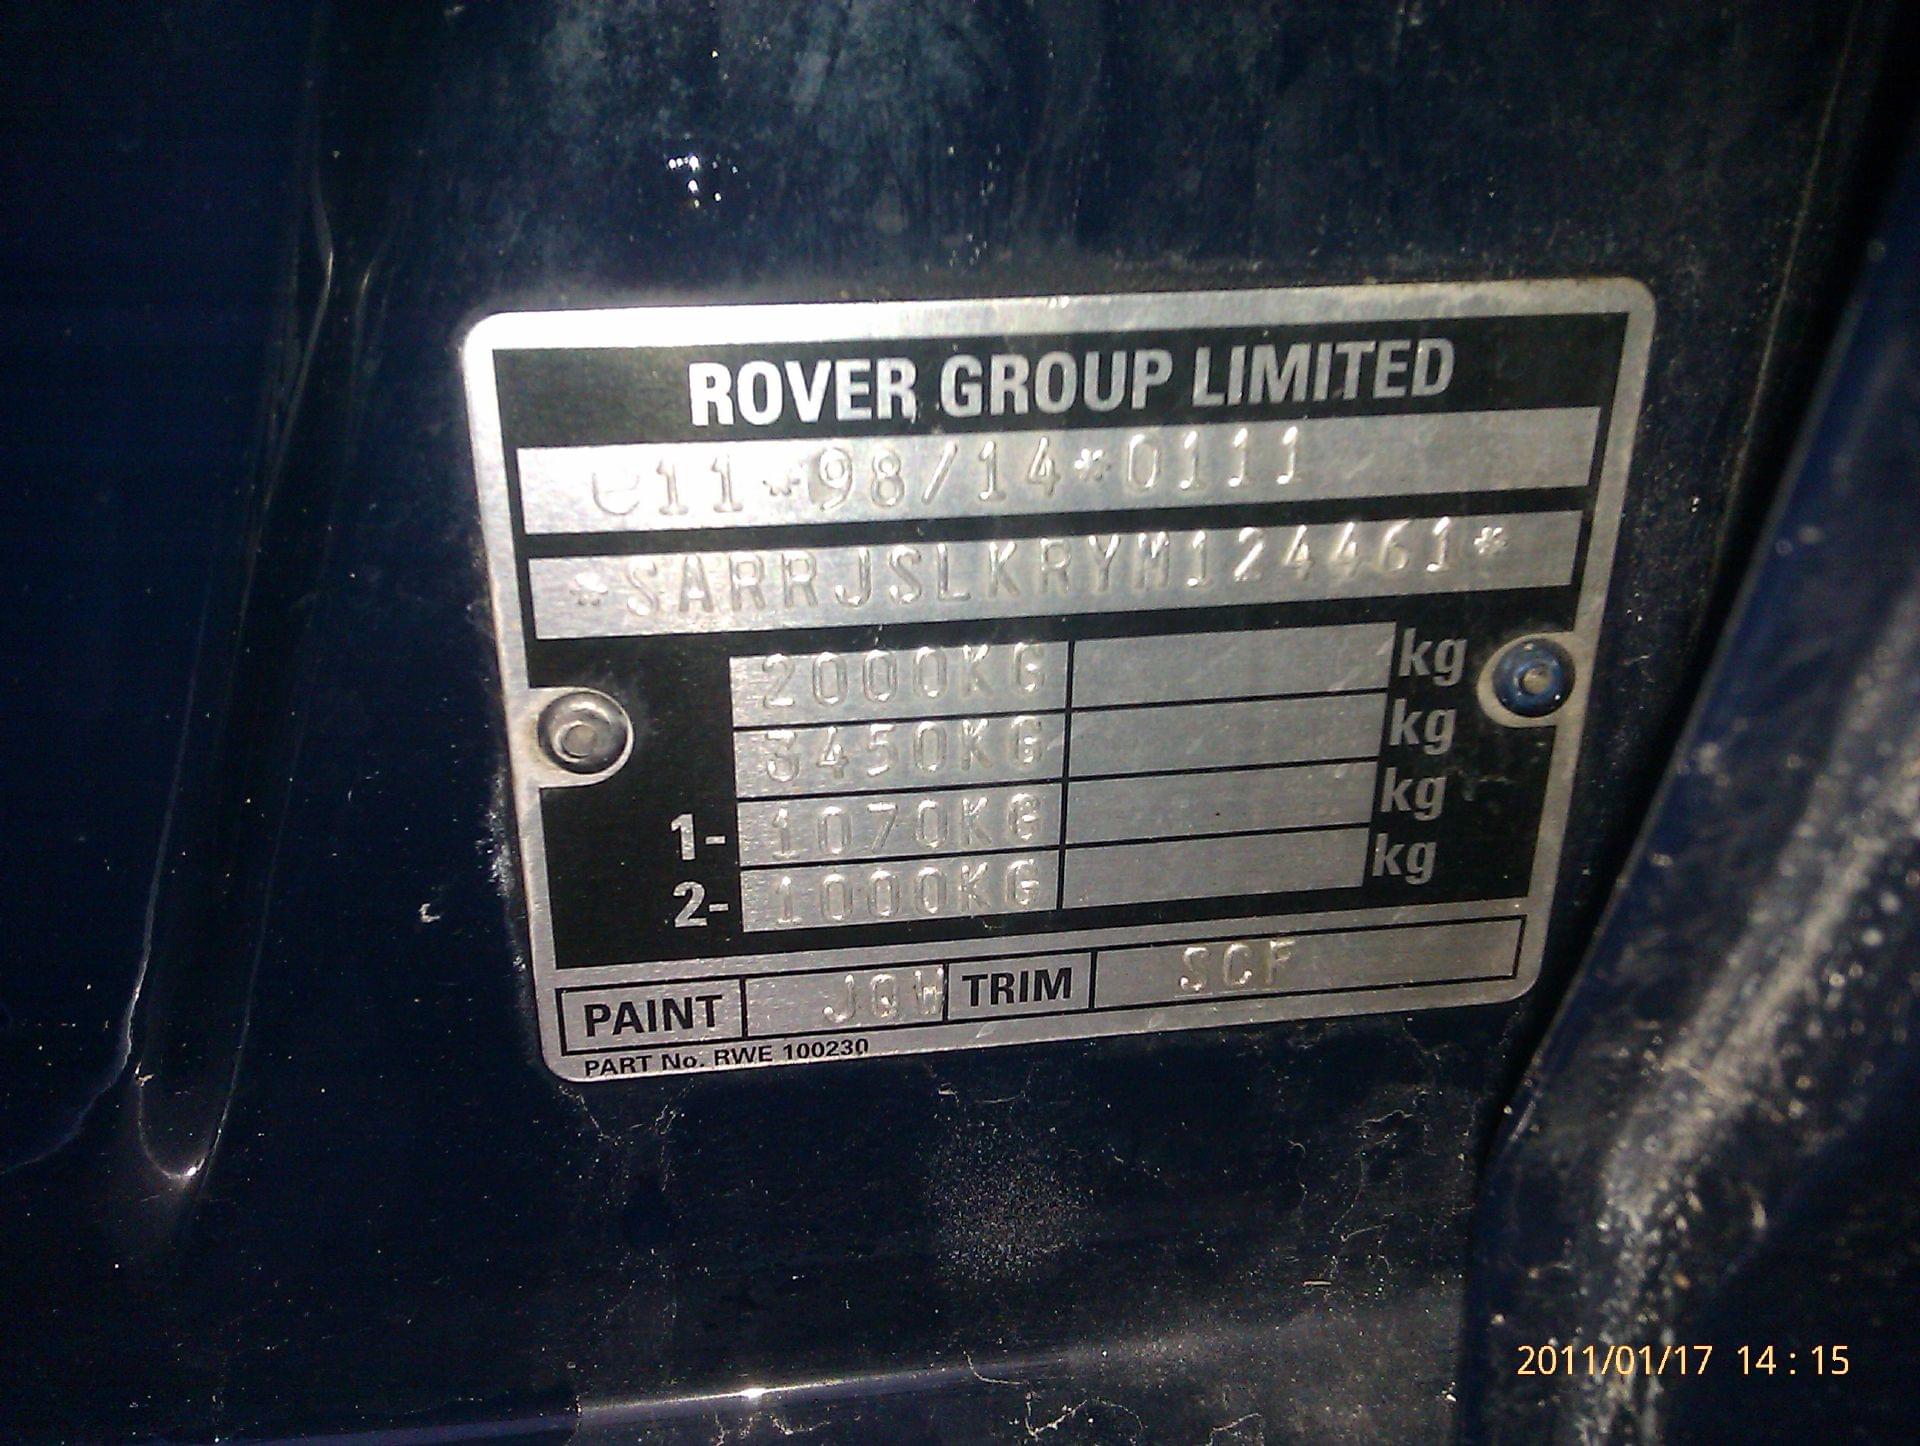 ROVER GROUP LIMITED
e11*98/14*0111
*SARRJSLKRYM124461*
2000KG kg
3450KG kg
1- 1070KG kg
2- 1000KG kg
PAINT JQW TRIM SCF
PART No. RWE 100230
2011/01/17 14 : 15